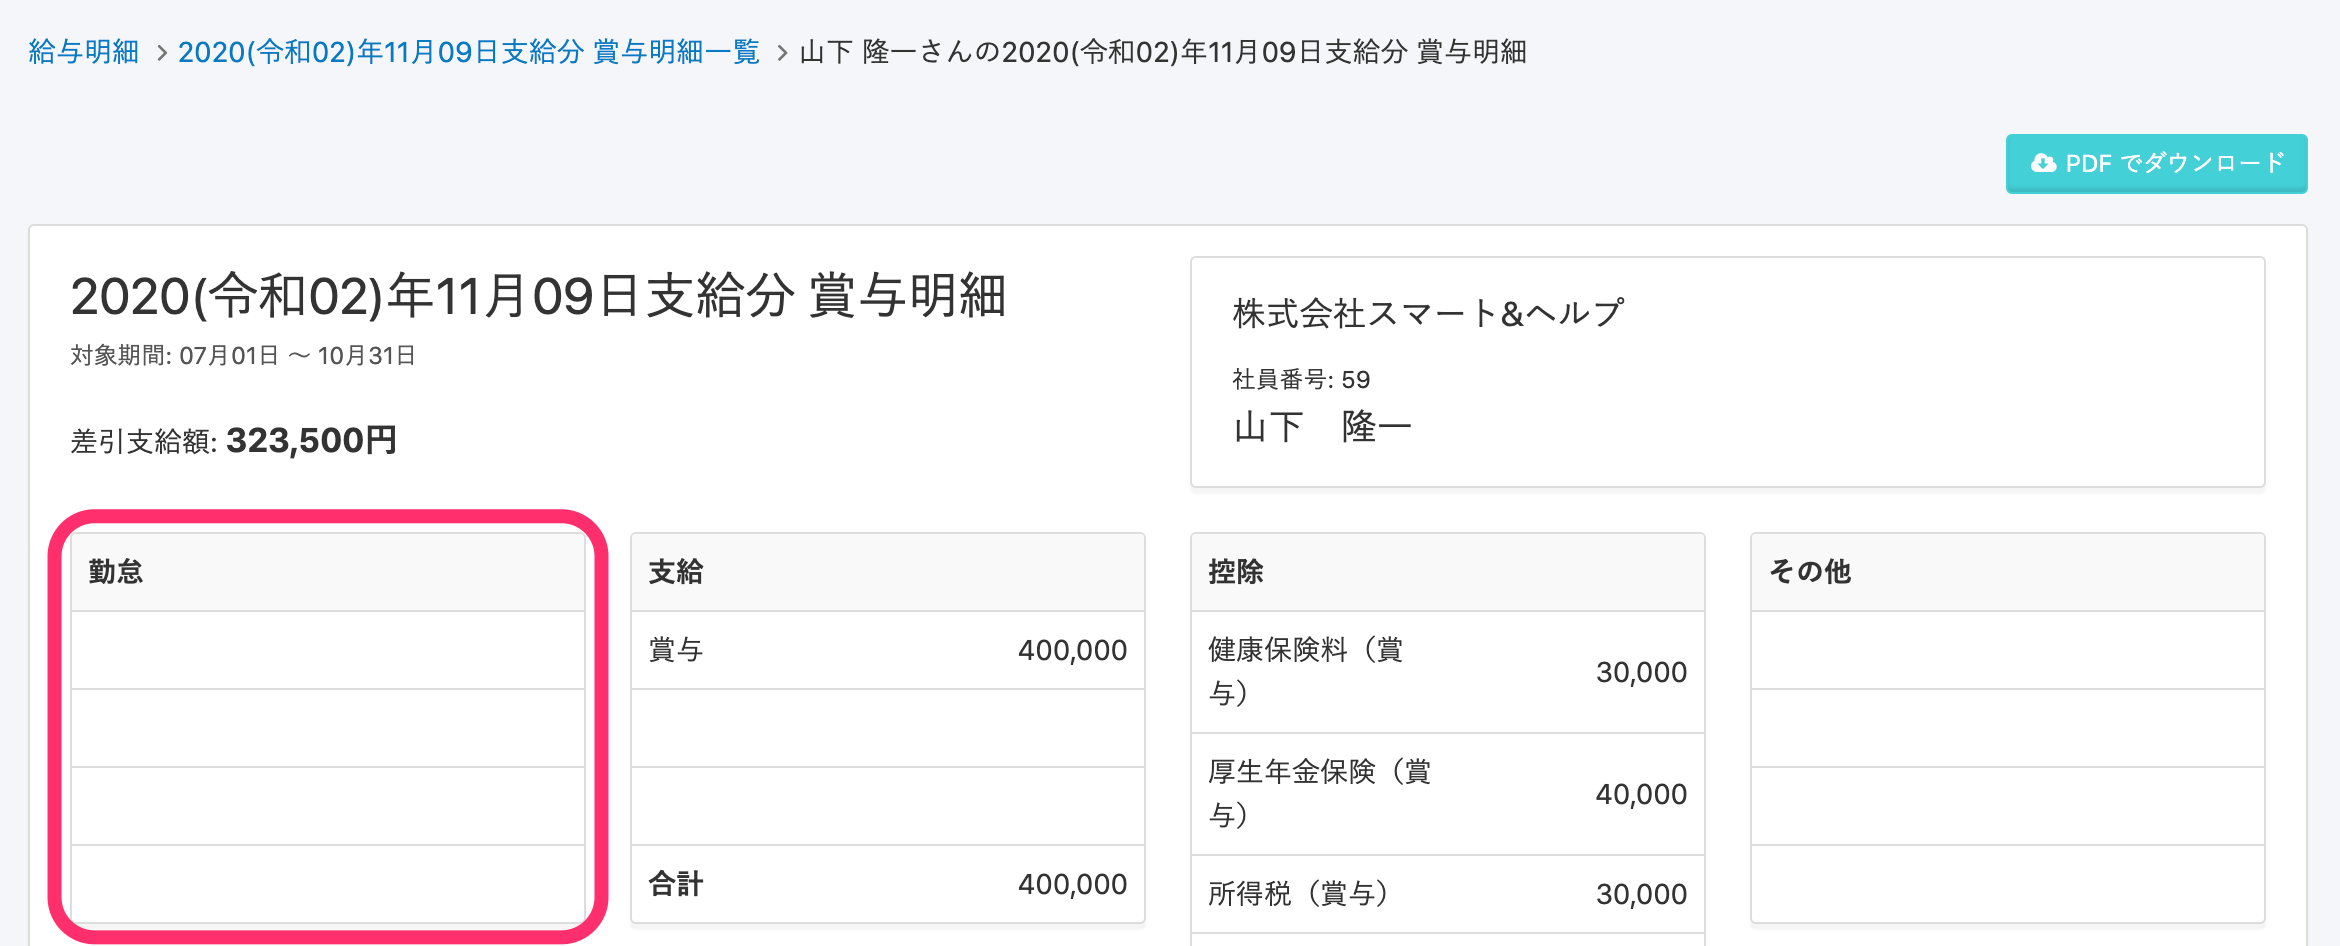 給与明細 > 2020(令和02)年11月09日支給分 賞与明細一覧 > 山下 隆一さんの2020(令和02)年11月09日支給分 賞与明細
PDF でダウンロード
2020(令和02)年11月09日支給分 賞与明細
対象期間: 07月01日 〜 10月31日
差引支給額: 323,500円
株式会社スマート&ヘルプ
社員番号: 59
山下　隆一
勤怠
支給
賞与 400,000
合計 400,000
控除
健康保険料（賞
与） 30,000
厚生年金保険（賞
与） 40,000
所得税（賞与） 30,000
その他